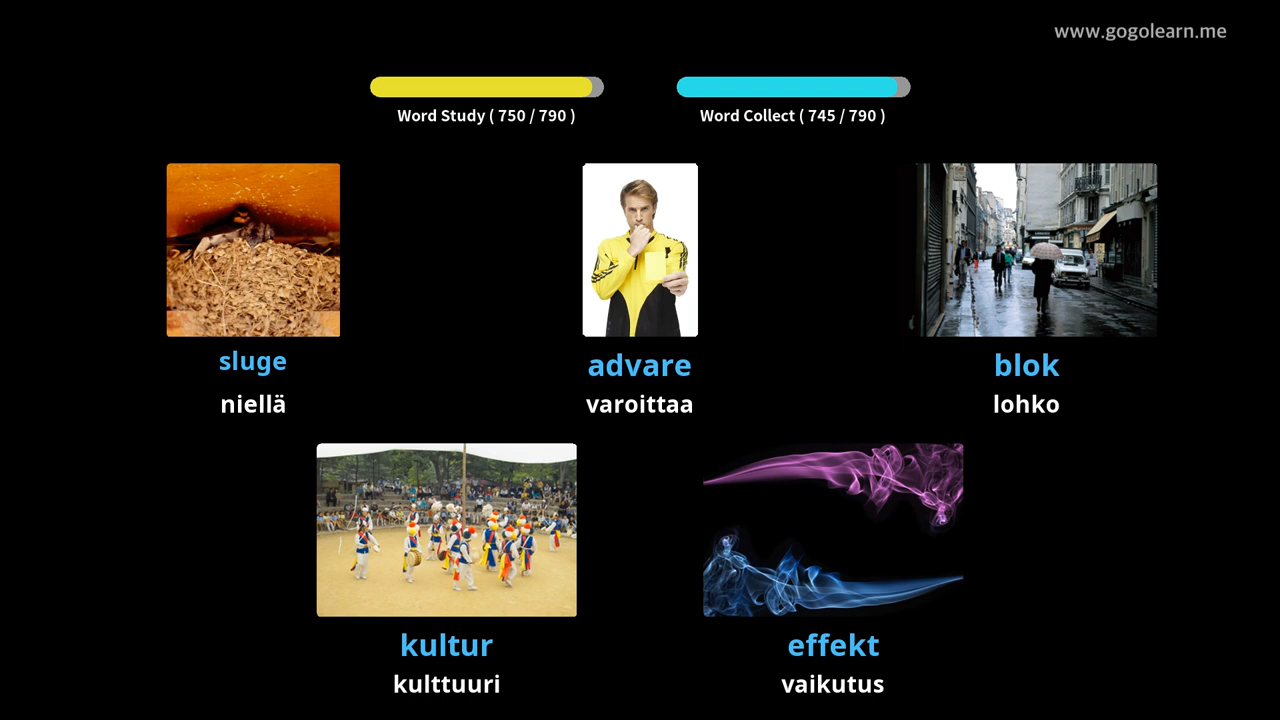 www.gogolearn.me
Word Study ( 750 / 790 )
Word Collect ( 745 / 790 )
sluge
niellä
advare
varoittaa
blok
lohko
kultur
kulttuuri
effekt
vaikutus